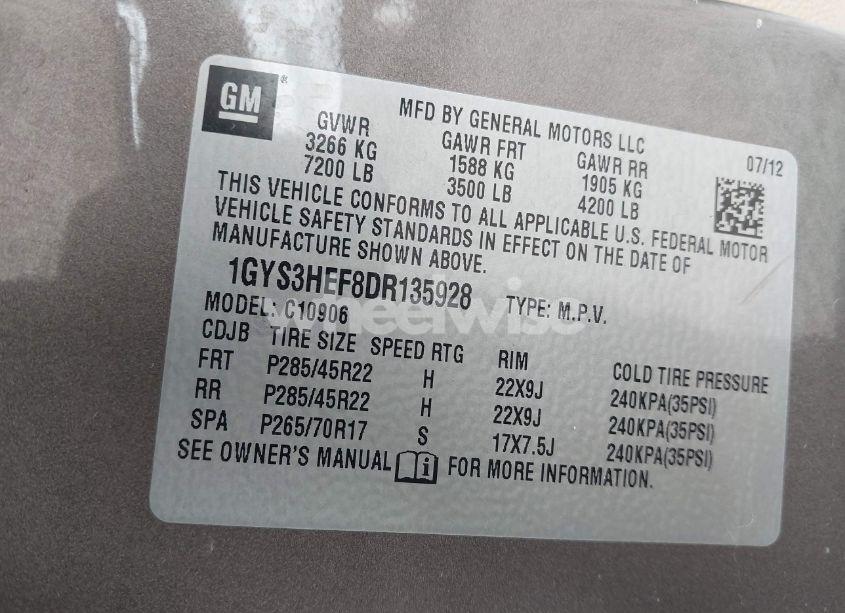 GM
MFD BY GENERAL MOTORS LLC
07/12
GVWR GAWR FRT GAWR RR
3266 KG 1588 KG 1905 KG
7200 LB 3500 LB 4200 LB
THIS VEHICLE CONFORMS TO ALL APPLICABLE U.S. FEDERAL MOTOR
VEHICLE SAFETY STANDARDS IN EFFECT ON THE DATE OF
MANUFACTURE SHOWN ABOVE.
1GYS3HEF8DR135928 TYPE: M.P.V.
MODEL: C10906
CDJB TIRE SIZE SPEED RTG RIM COLD TIRE PRESSURE
FRT P285/45R22 H 22X9J 240KPA(35PSI)
RR P285/45R22 H 22X9J 240KPA(35PSI)
SPA P265/70R17 S 17X7.5J 240KPA(35PSI)
SEE OWNER'S MANUAL i FOR MORE INFORMATION.
wheelwise